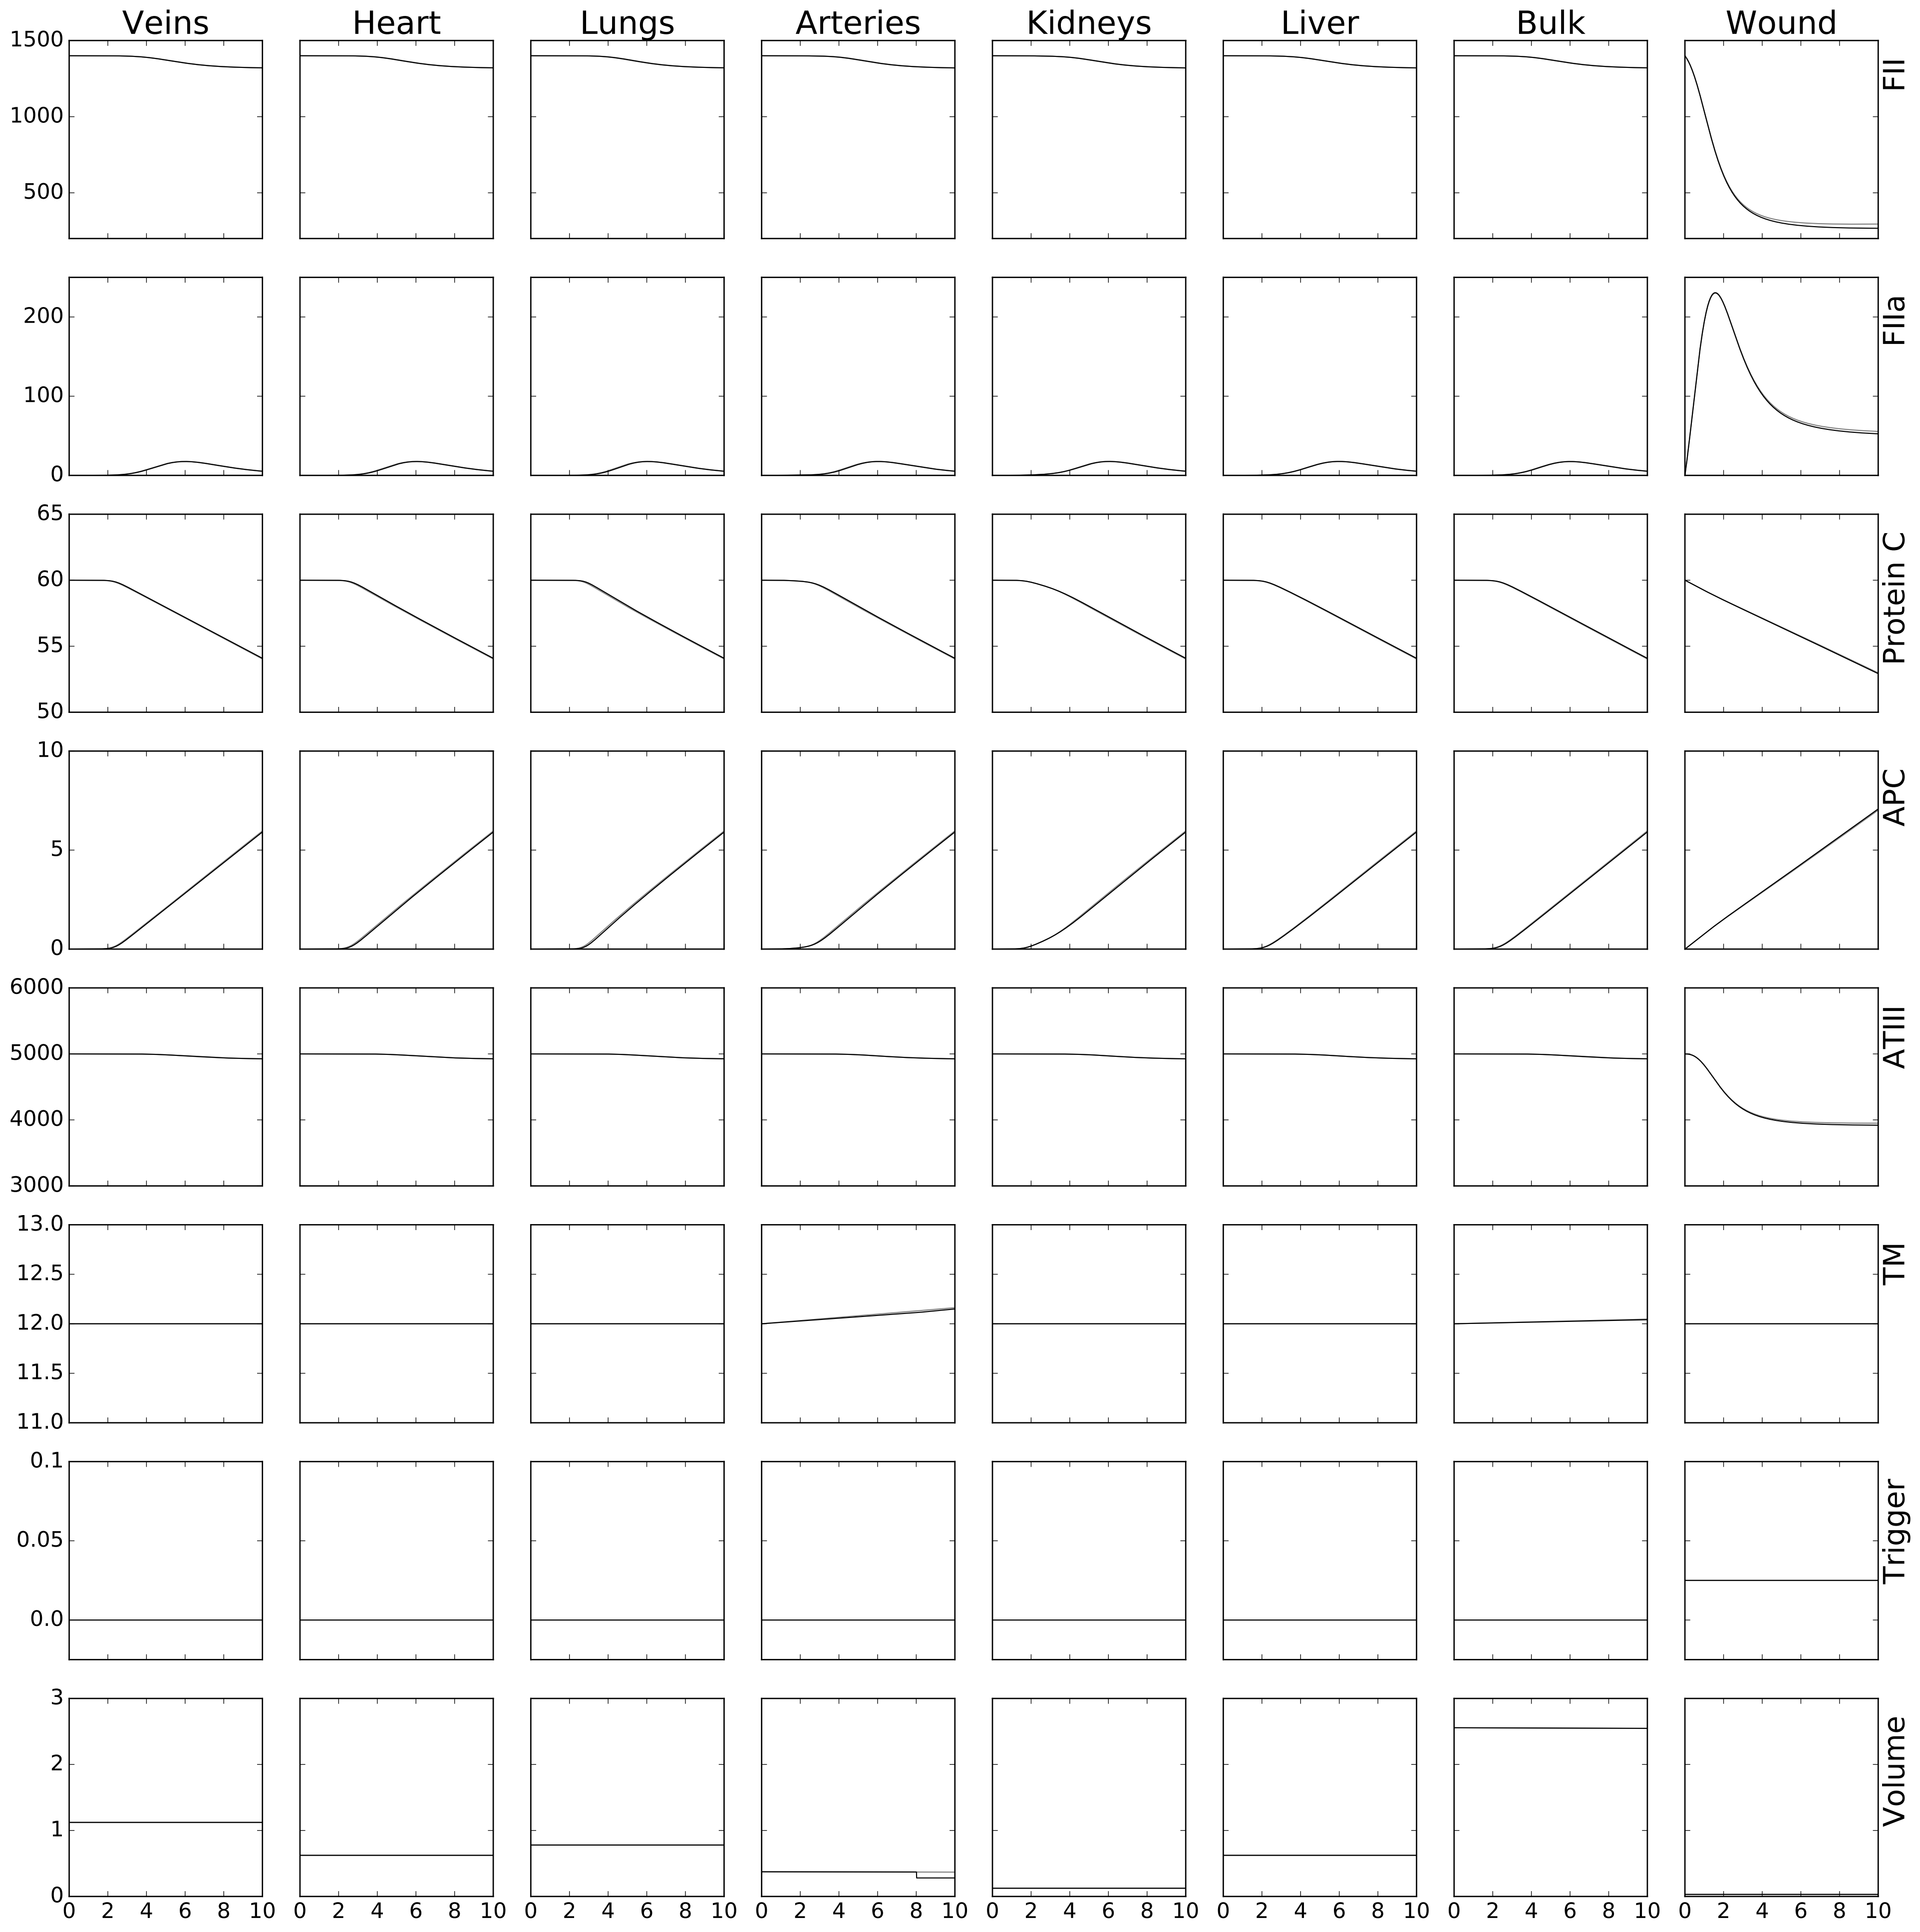 Veins Heart Lungs Arteries Kidneys Liver Bulk Wound
1500
1000
500
FII
200
100
0
FIIa
65
60
55
50
Protein C
10
5
0
APC
6000
5000
4000
3000
ATIII
13.0
12.5
12.0
11.5
11.0
TM
0.1
0.05
0.0
Trigger
3
2
1
0
Volume
0 2 4 6 8 10 0 2 4 6 8 10 0 2 4 6 8 10 0 2 4 6 8 10 0 2 4 6 8 10 0 2 4 6 8 10 0 2 4 6 8 10 0 2 4 6 8 10